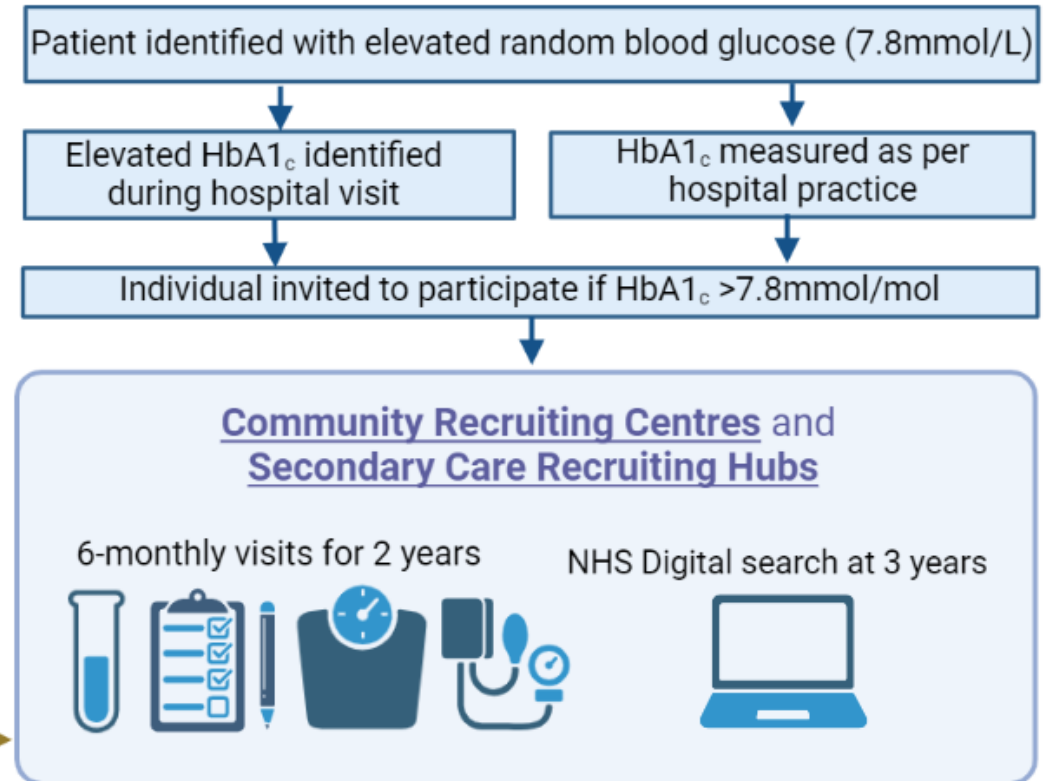 Patient identified with elevated random blood glucose (7.8mmol/L)
Elevated HbA1c identified
during hospital visit
HbA1c measured as per
hospital practice
Individual invited to participate if HbA1c >7.8mmol/mol
Community Recruiting Centres and
Secondary Care Recruiting Hubs
6-monthly visits for 2 years
NHS Digital search at 3 years